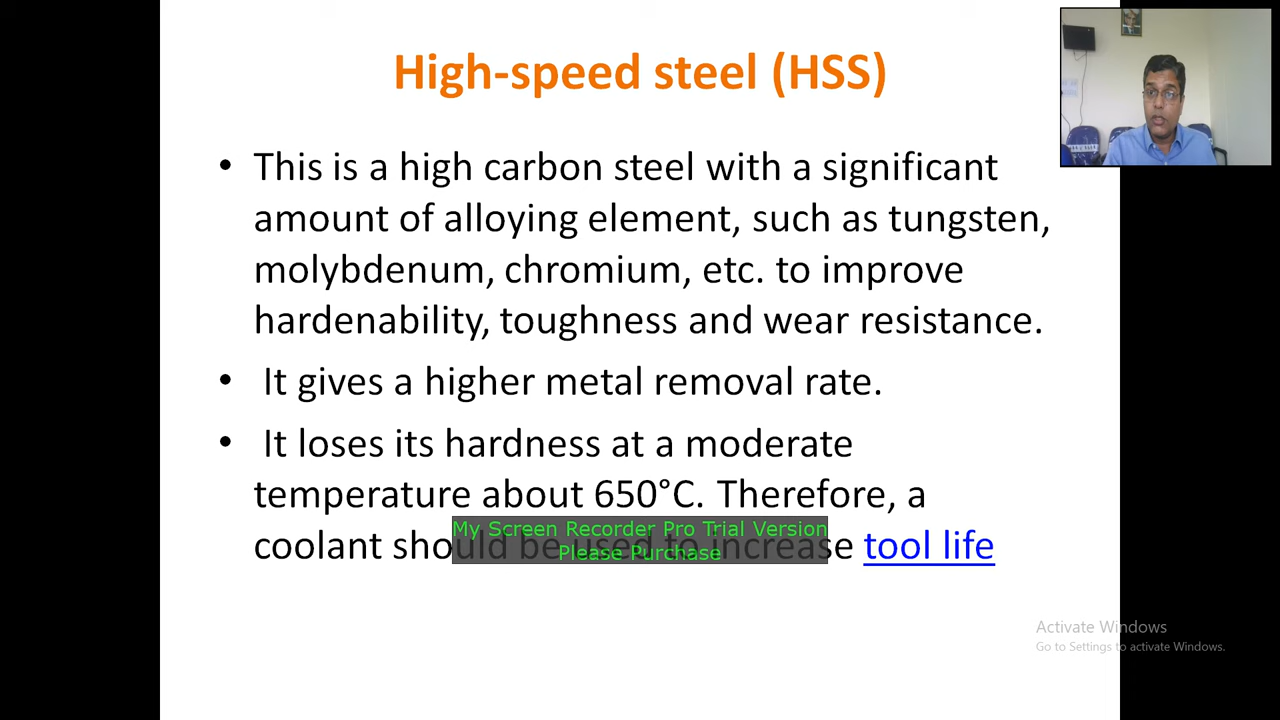 High-speed steel (HSS)
• This is a high carbon steel with a significant
amount of alloying element, such as tungsten,
molybdenum, chromium, etc. to improve
hardenability, toughness and wear resistance.
• It gives a higher metal removal rate.
• It loses its hardness at a moderate
temperature about 650°C. Therefore, a
coolant should be used to increase tool life
My Screen Recorder Pro Trial Version
Please Purchase
Activate Windows
Go to Settings to activate Windows.